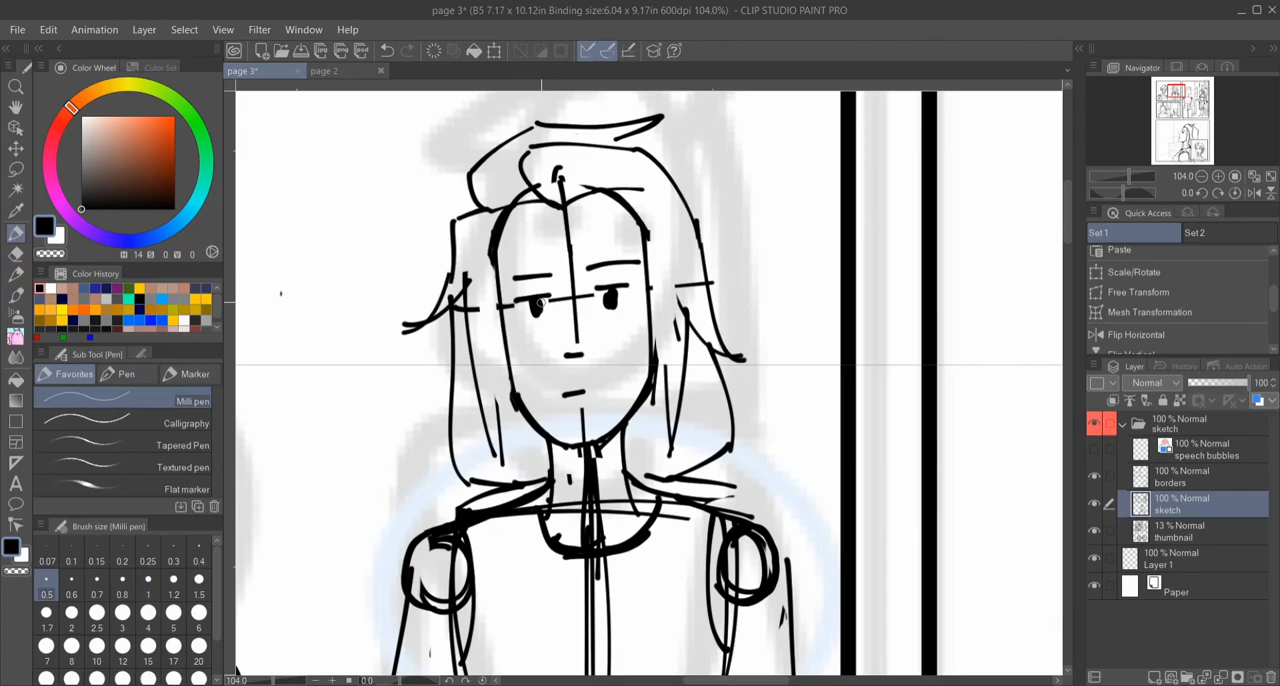 page 3* (B5 7.17 x 10.12in Binding size:6.04 x 9.17in 600dpi 104.0%) - CLIP STUDIO PAINT PRO
File Edit Animation Layer Select View Filter Window Help
Color Wheel Color Set
page 3* page 2
Navigator
104.0
0.0
H 14 S 0 V 0
Color History
Quick Access
Set 1 Set 2
Paste
Scale/Rotate
Free Transform
Mesh Transformation
Flip Horizontal
Sub Tool [Pen]
Favorites Pen Marker
Milli pen
Calligraphy
Tapered Pen
Textured pen
Flat marker
Layer History Auto Action
Normal 100
100 % Normal
sketch
100 % Normal
speech bubbles
100 % Normal
borders
100 % Normal
sketch
13 % Normal
thumbnail
100 % Normal
Layer 1
Paper
Brush size [Milli pen]
0.07 0.1 0.15 0.2 0.25 0.3 0.4
0.5 0.6 0.7 0.8 1 1.2 1.5
1.7 2 2.5 3 4 5 6
7 8 10 12 15 17 20
104.0 0.0